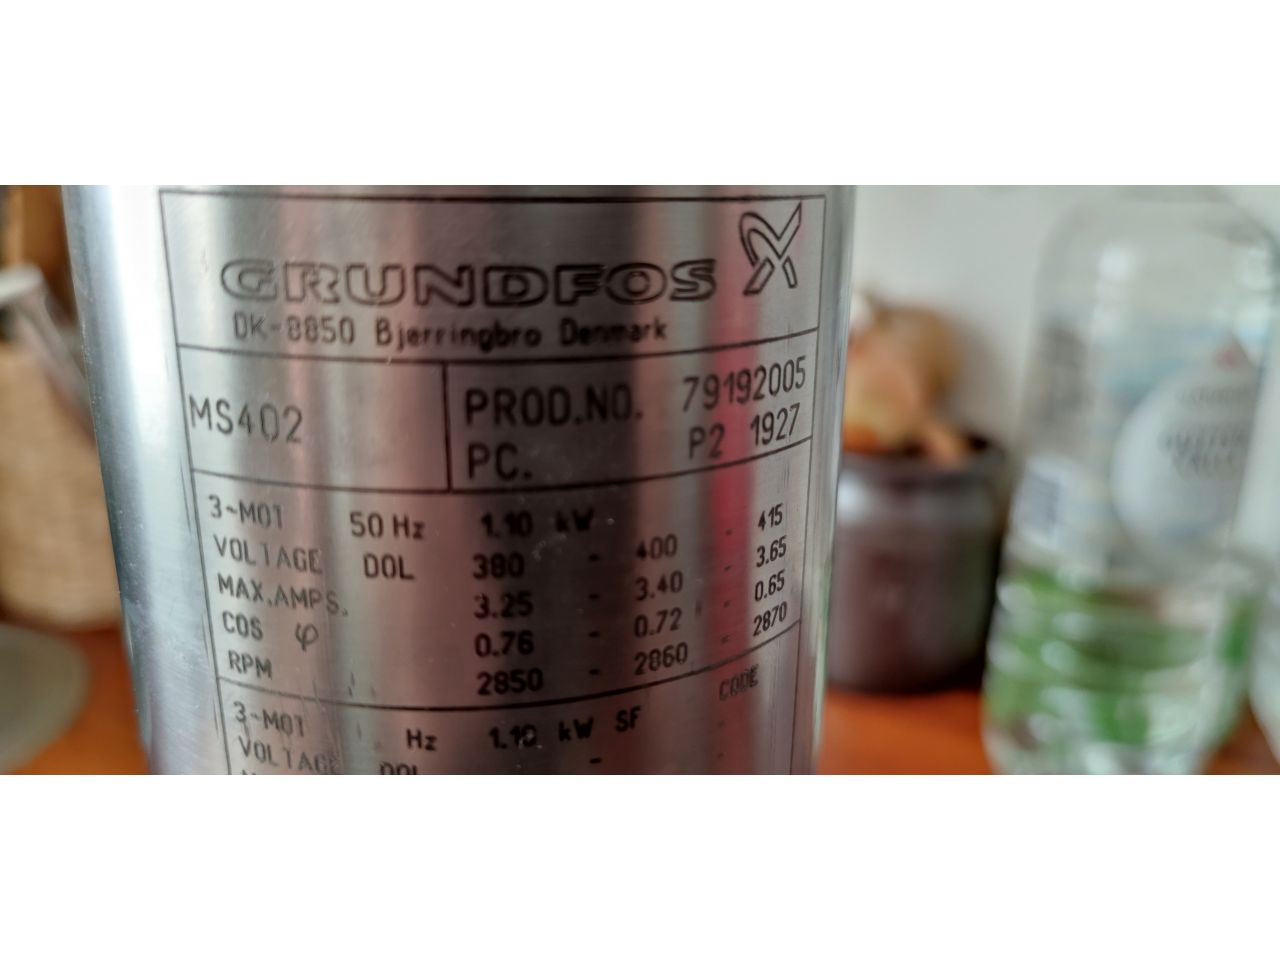 GRUNDFOS
DK-8850 Bjerringbro Denmark
MS402
PROD.NO. 79192005
PC. P2 1927
3~MOT 50 Hz 1.10 kW
VOLTAGE DOL 380 - 400 - 415
MAX.AMPS. 3.25 - 3.40 - 3.65
COS φ 0.76 - 0.72 - 0.65
RPM 2850 - 2860 - 2870
3~MOT Hz 1.10 kW SF CODE
VOLTAGE DOL - -